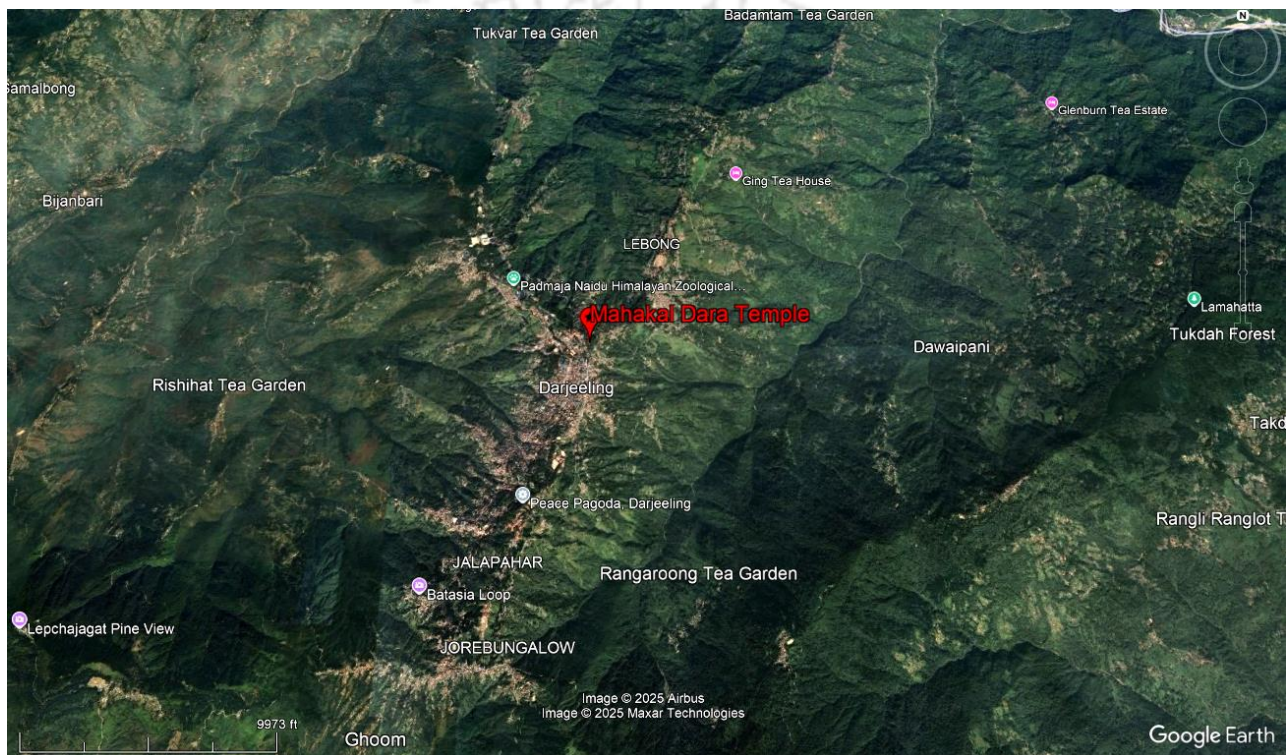 Badamtam Tea Garden
N
Tukvar Tea Garden
Samalbong
Glenburn Tea Estate
Ging Tea House
Bijanbari
LEBONG
Padmaja Naidu Himalayan Zoological...
Lamahatta
Mahakal Dara Temple
Tukdah Forest
Dawaipani
Rishihat Tea Garden
Darjeeling
Peace Pagoda, Darjeeling
Rangli Ranglot T
JALAPAHAR
Rangaroong Tea Garden
Batasia Loop
Lepchajagat Pine View
JOREBUNGALOW
Image © 2025 Airbus
Image © 2025 Maxar Technologies
9973 ft
Ghoom
Google Earth